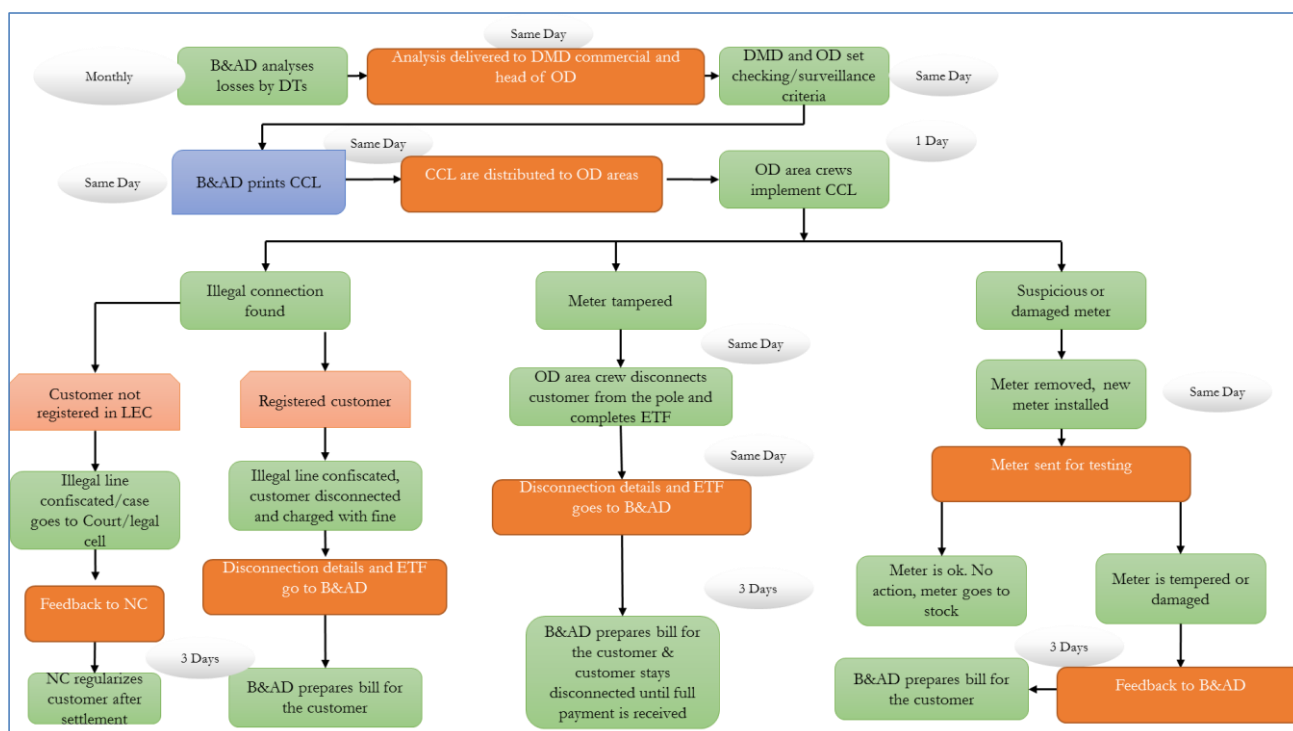 Same Day
Monthly
B&AD analyses
losses by DTs
Analysis delivered to DMD commercial and
head of OD
DMD and OD set
checking/surveillance
criteria
Same Day
Same Day
B&AD prints CCL
Same Day
CCL are distributed to OD areas
1 Day
OD area crews
implement CCL
Illegal connection
found
Meter tampered
Suspicious or
damaged meter
Same Day
Customer not
registered in LEC
Registered customer
OD area crew disconnects
customer from the pole and
completes ETF
Meter removed, new
meter installed
Same Day
Same Day
Illegal line
confiscated/case
goes to Court/legal
cell
Illegal line confiscated,
customer disconnected
and charged with fine
Disconnection details and ETF
goes to B&AD
Meter sent for testing
Disconnection details and ETF
go to B&AD
Feedback to NC
3 Days
Meter is ok. No
action, meter goes to
stock
Meter is tempered or
damaged
3 Days
NC regularizes
customer after
settlement
B&AD prepares bill for
the customer
B&AD prepares bill for
the customer &
customer stays
disconnected until full
payment is received
3 Days
B&AD prepares bill for
the customer
Feedback to B&AD